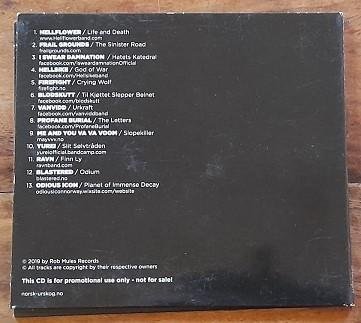 1. HELLFLOWER / Life and Death
www.Hellflowerband.com
2. FRAIL GROUNDS / The Sinister Road
frailgrounds.com
3. I SWEAR DAMNATION / Hatets Katedral
facebook.com/IsweardamnationOfficial
4. HELLSKE / God of War
facebook.com/Hellskeband
5. FIREFIGHT / Crying Wolf
firefight.no
6. BLODSKUTT / Til Kjøttet Slepper Beinet
facebook.com/blodskutt
7. VANVIDD / Urkraft
facebook.com/vanviddband
8. PROFANE BURIAL / The Letters
facebook.com/ProfaneBurial
9. ME AND YOU VA VA VOOM / Slopekiller
mayvvv.no
10. YUREI / Slit Sølvtråden
yureiofficial.bandcamp.com
11. RAVN / Finn Ly
ravnband.com
12. BLASTERED / Odium
blastered.no
13. ODIOUS ICON / Planet of Immense Decay
odiousiconnorway.wixsite.com/website
© 2019 by Rob Mules Records
© All tracks are copyright by their respective owners
This CD is for promotional use only - not for sale!
norsk-urskog.no